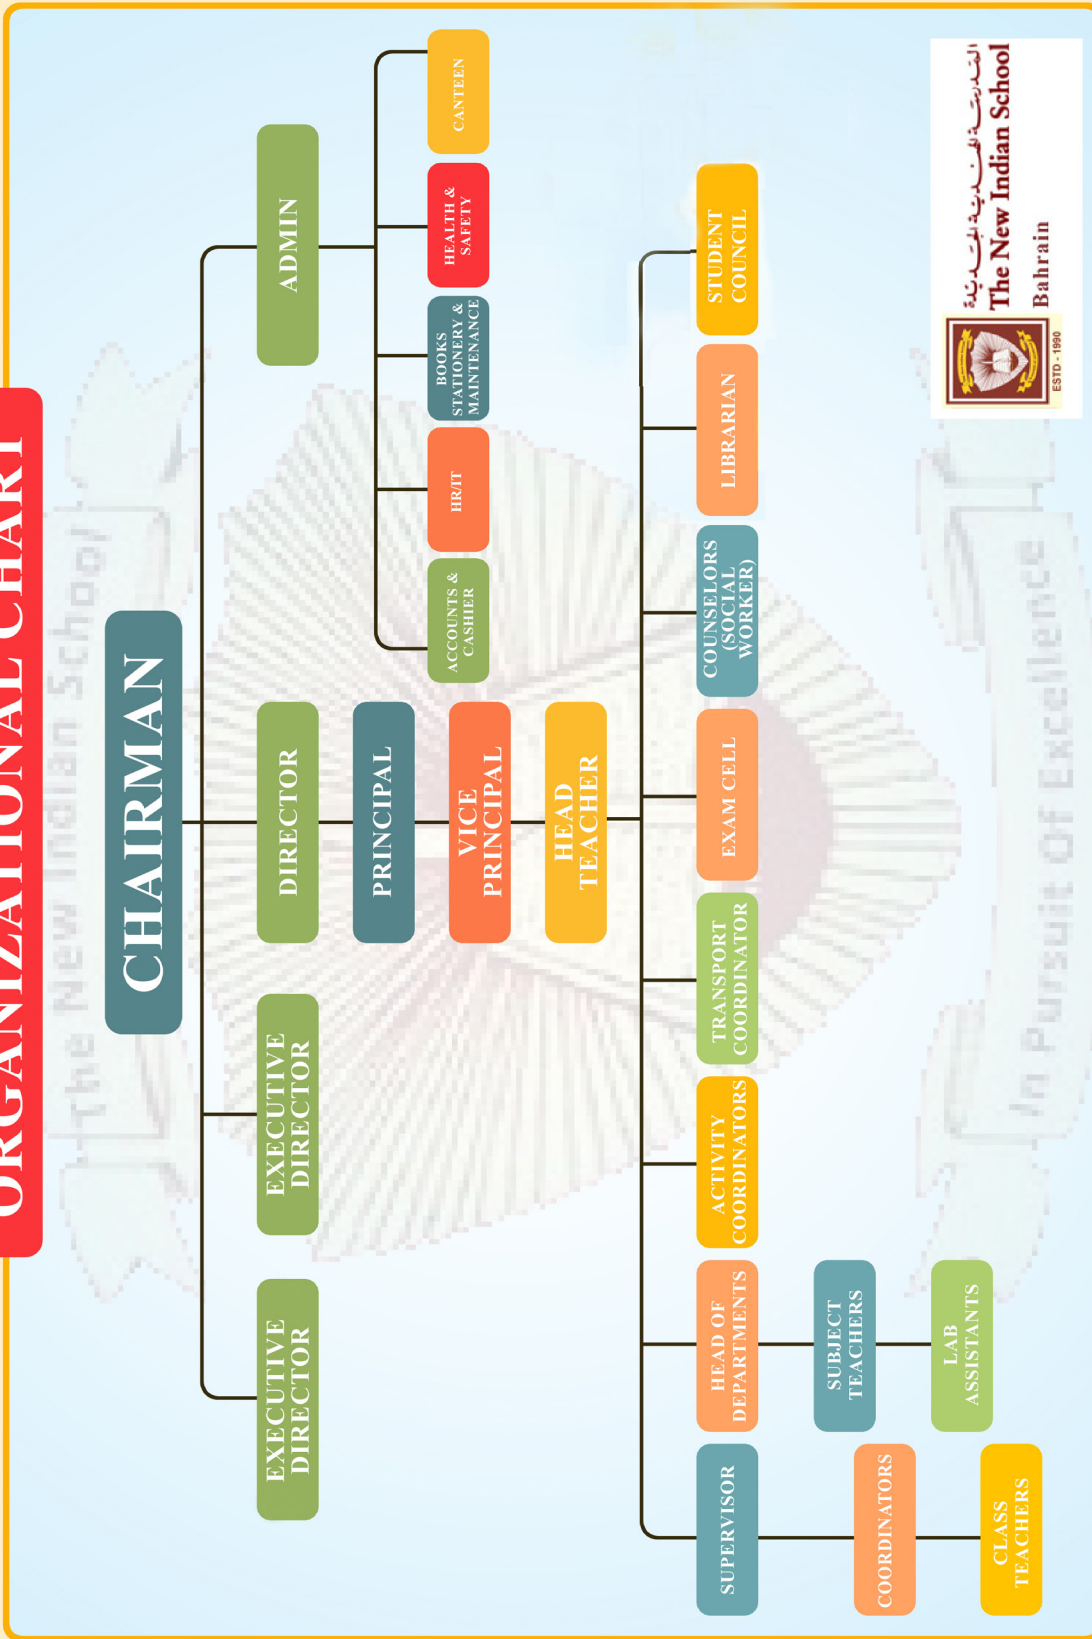 ORGANIZATIONAL CHART
CHAIRMAN
EXECUTIVE
DIRECTOR
EXECUTIVE
DIRECTOR
DIRECTOR
ADMIN
PRINCIPAL
VICE
PRINCIPAL
HEAD
TEACHER
ACCOUNTS &
CASHIER
HR/IT
BOOKS
STATIONERY &
MAINTENANCE
HEALTH &
SAFETY
CANTEEN
SUPERVISOR
HEAD OF
DEPARTMENTS
ACTIVITY
COORDINATORS
TRANSPORT
COORDINATOR
EXAM CELL
COUNSELORS
(SOCIAL
WORKER)
LIBRARIAN
STUDENT
COUNCIL
COORDINATORS
CLASS
TEACHERS
SUBJECT
TEACHERS
LAB
ASSISTANTS
المدرسة الهندية الجديدة
The New Indian School
Bahrain
ESTD - 1990
The New Indian School
In Pursuit Of Excellence